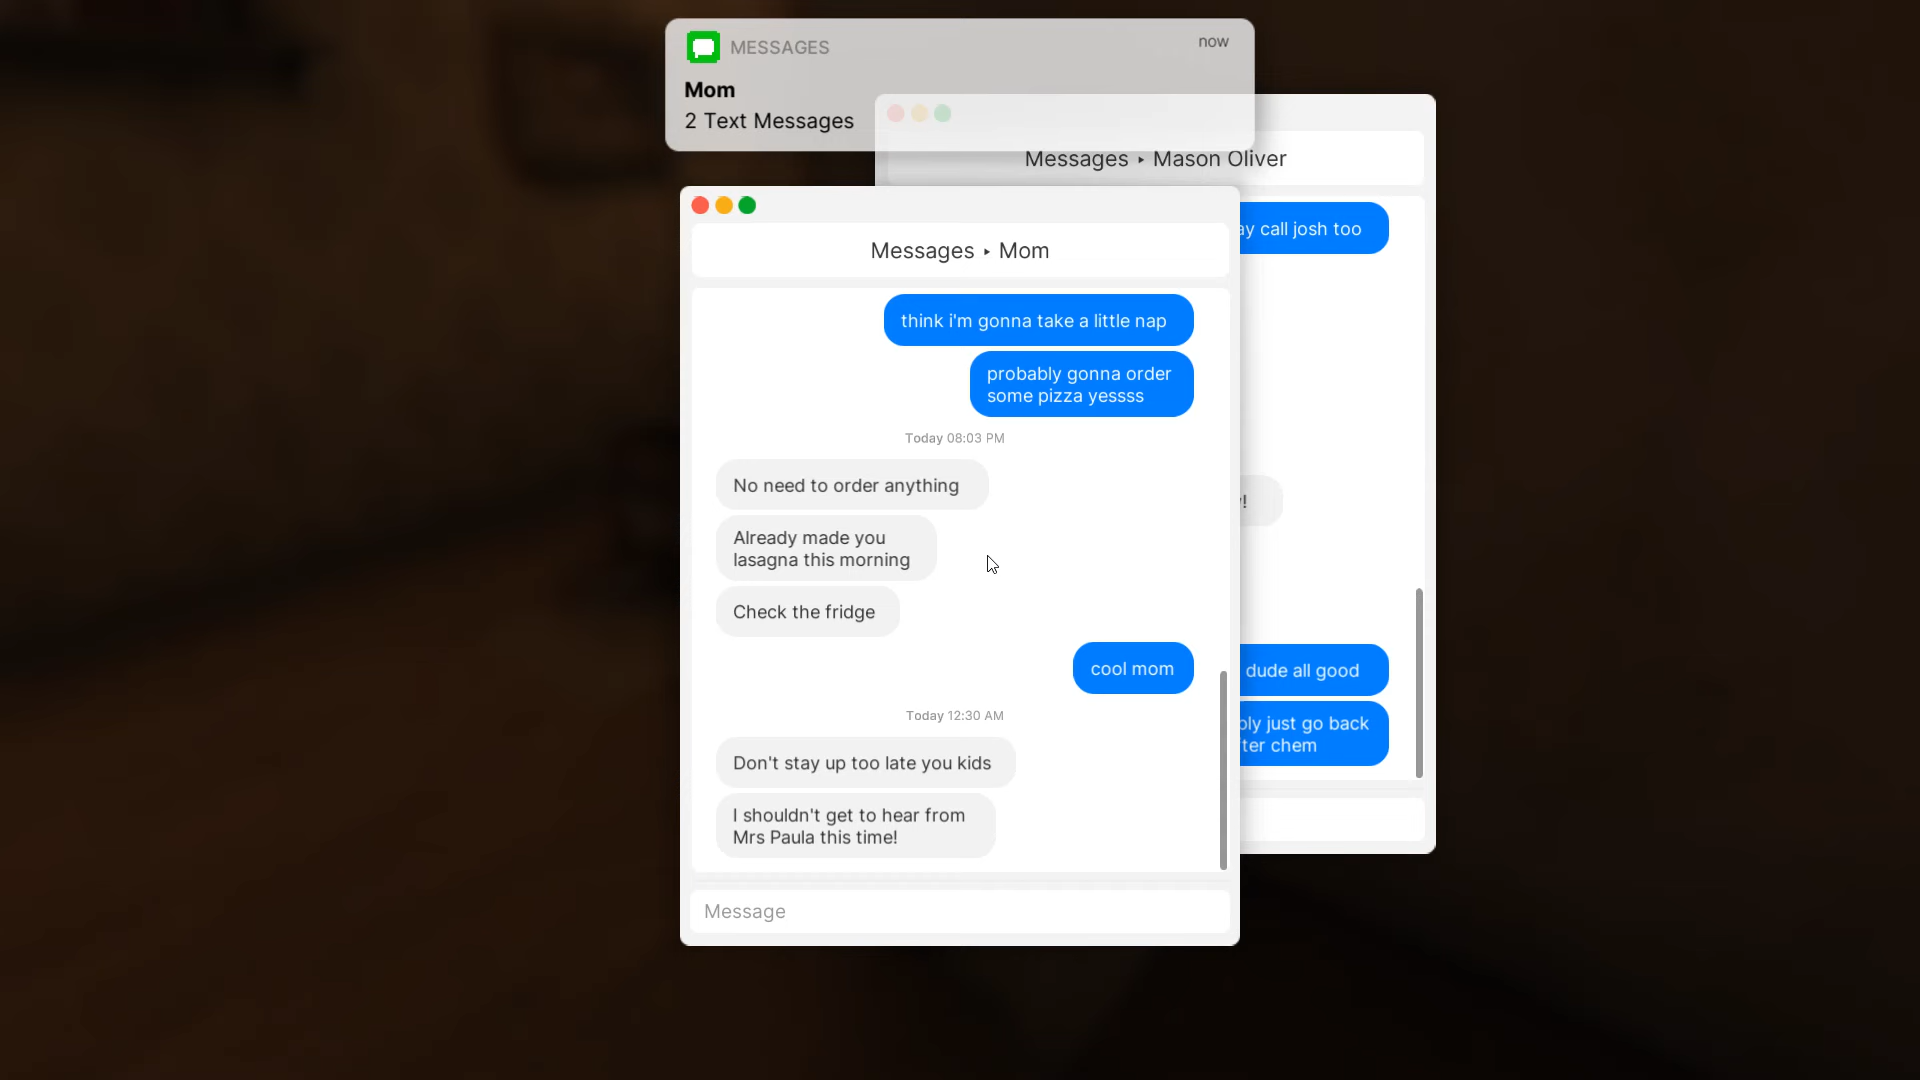 MESSAGES
now
Mom
2 Text Messages
Messages ‣ Mason Oliver
call josh too
dude all good
just go back
chem
Messages ‣ Mom
think i'm gonna take a little nap
probably gonna order
some pizza yessss
Today 08:03 PM
No need to order anything
Already made you
lasagna this morning
Check the fridge
cool mom
Today 12:30 AM
Don't stay up too late you kids
I shouldn't get to hear from
Mrs Paula this time!
Message